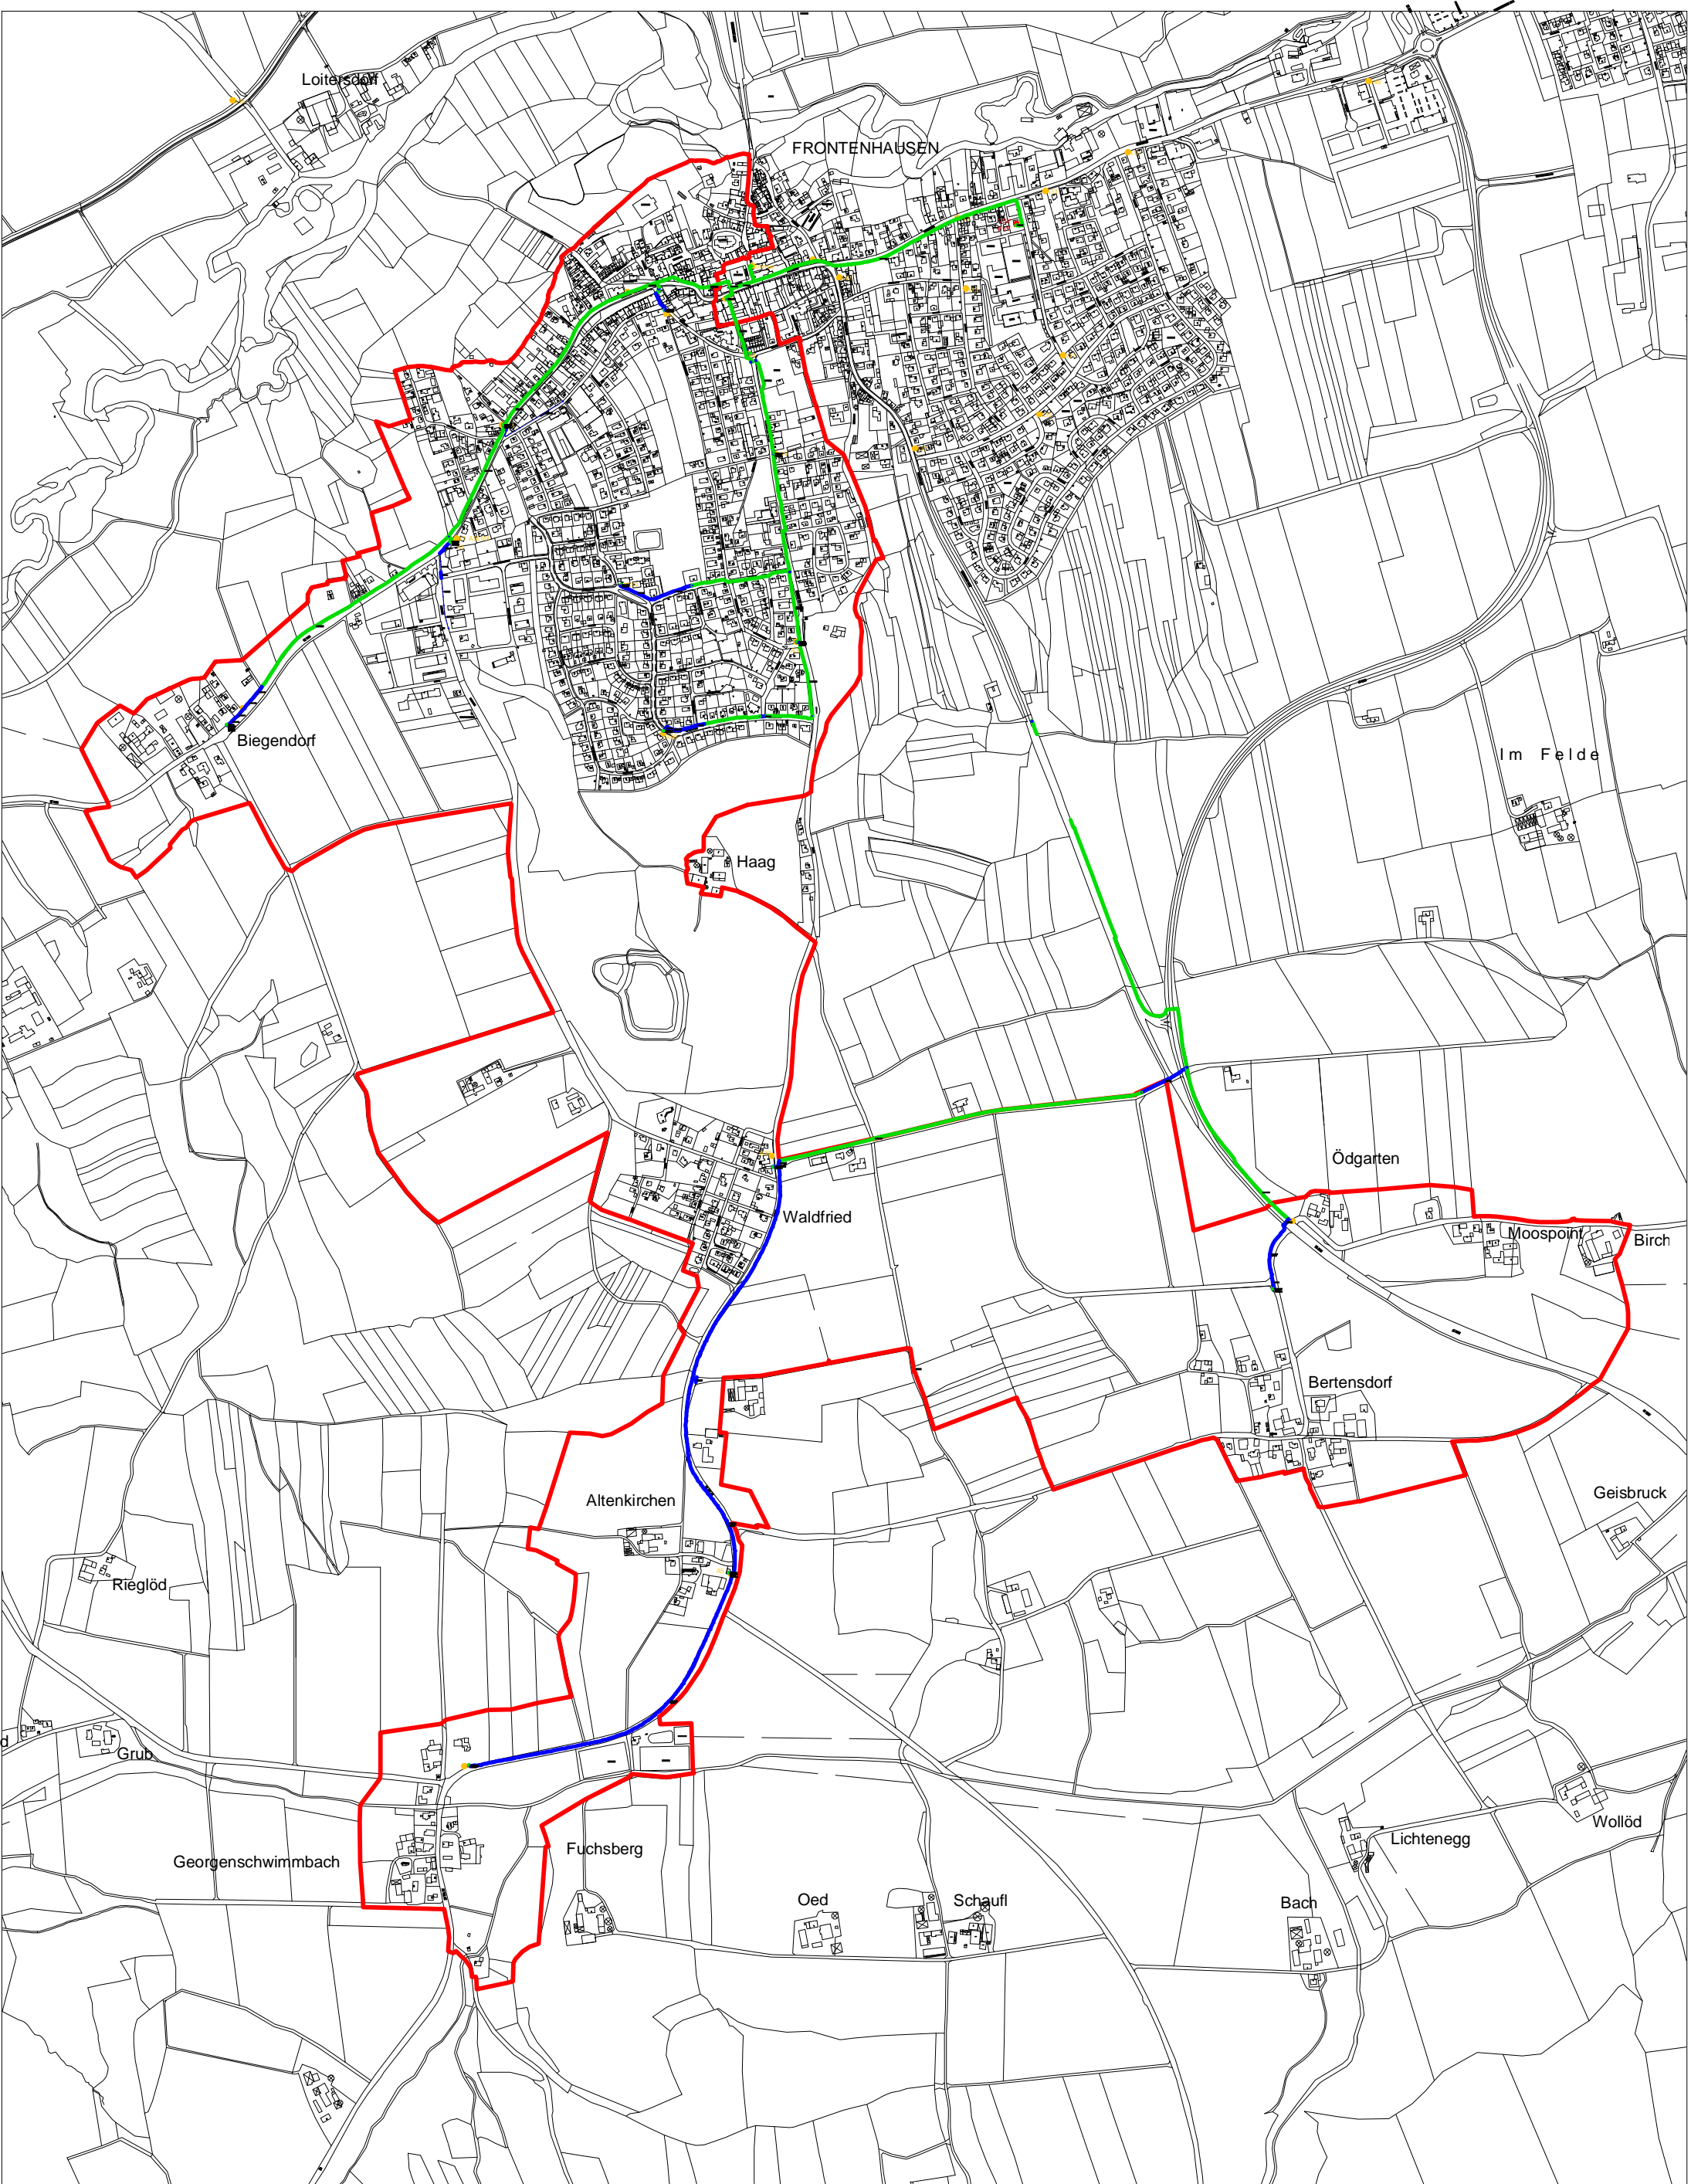 Loitersdorf
FRONTENHAUSEN
Biegendorf
Im Felde
Haag
Ödgarten
Waldfried
Moospoint
Birch
Bertensdorf
Geisbruck
Altenkirchen
Rieglöd
d
Grub
Wollöd
Lichtenegg
Fuchsberg
Georgenschwimmbach
Oed
Schaufl
Bach